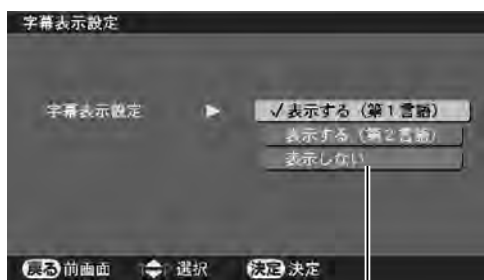 字幕表示設定
字幕表示設定 ▶ ✓表示する（第1言語）
表示する（第2言語）
表示しない
戻る 前画面 選択 決定 決定